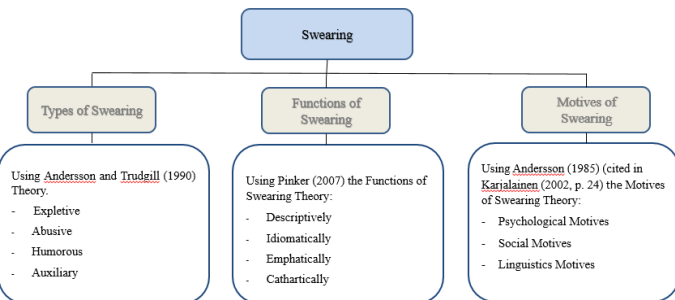 Swearing
Types of Swearing
Functions of
Swearing
Motives of
Swearing
Using Andersson and Trudgill (1990)
Theory.
- Expletive
- Abusive
- Humorous
- Auxiliary
Using Pinker (2007) the Functions of
Swearing Theory:
- Descriptively
- Idiomatically
- Emphatically
- Cathartically
Using Andersson (1985) (cited in
Karjalainen (2002, p. 24) the Motives
of Swearing Theory:
- Psychological Motives
- Social Motives
- Linguistics Motives